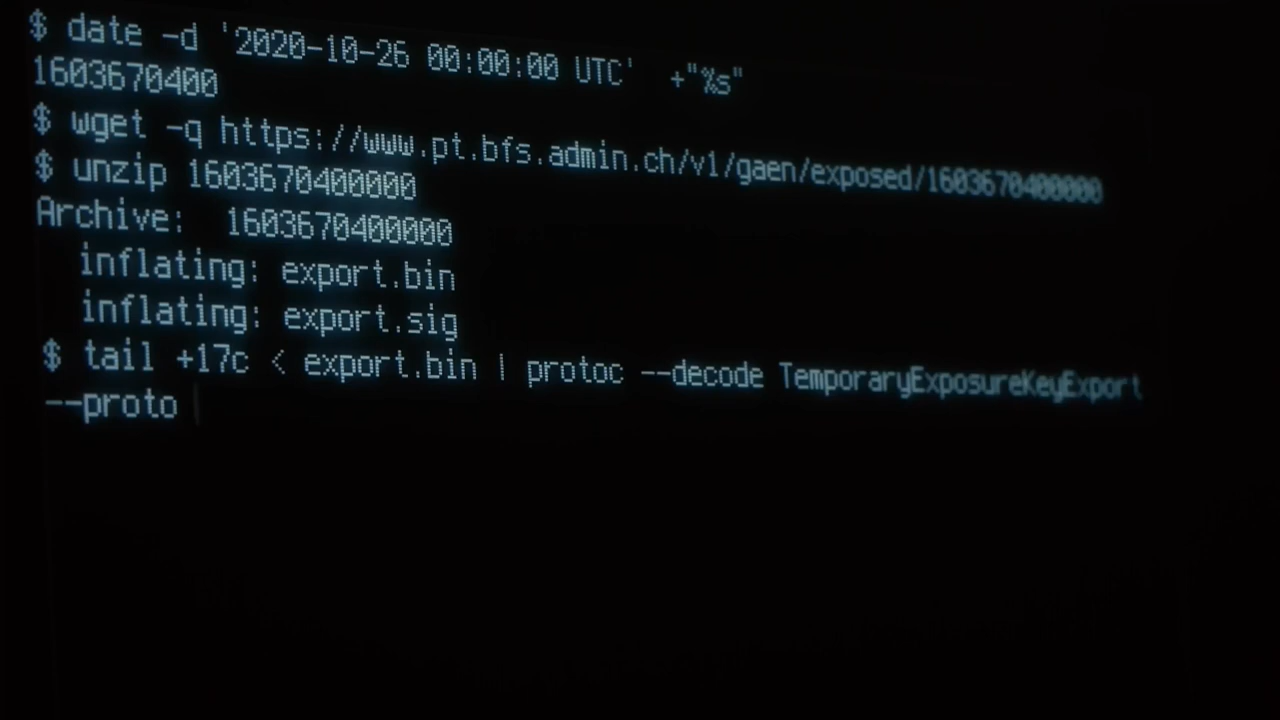 $ date -d '2020-10-26 00:00:00 UTC'  +"%s"
1603670400
$ wget -q https://www.pt.bfs.admin.ch/v1/gaen/exposed/1603670400000
$ unzip 1603670400000
Archive:  1603670400000
  inflating: export.bin
  inflating: export.sig
$ tail +17c < export.bin | protoc --decode TemporaryExposureKeyExport
--proto